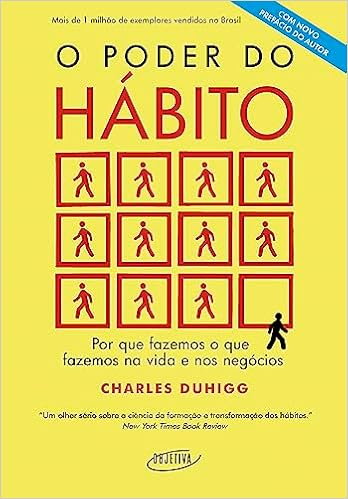 Mais de 1 milhão de exemplares vendidos no Brasil
COM NOVO
PREFÁCIO DO AUTOR
O PODER DO
HÁBITO
Por que fazemos o que
fazemos na vida e nos negócios
CHARLES DUHIGG
“Um olhar sério sobre a ciência da formação e transformação dos hábitos.”
New York Times Book Review
OBJETIVA